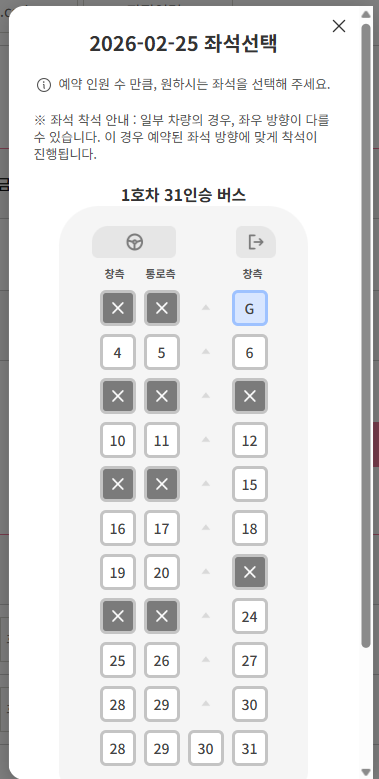 2026-02-25 좌석선택
예약 인원 수 만큼, 원하시는 좌석을 선택해 주세요.
※ 좌석 착석 안내 : 일부 차량의 경우, 좌우 방향이 다를
수 있습니다. 이 경우 예약된 좌석 방향에 맞게 착석이
진행됩니다.
1호차 31인승 버스
창측 통로측 창측
G
4 5 6
10 11 12
15
16 17 18
19 20
24
25 26 27
28 29 30
28 29 30 31